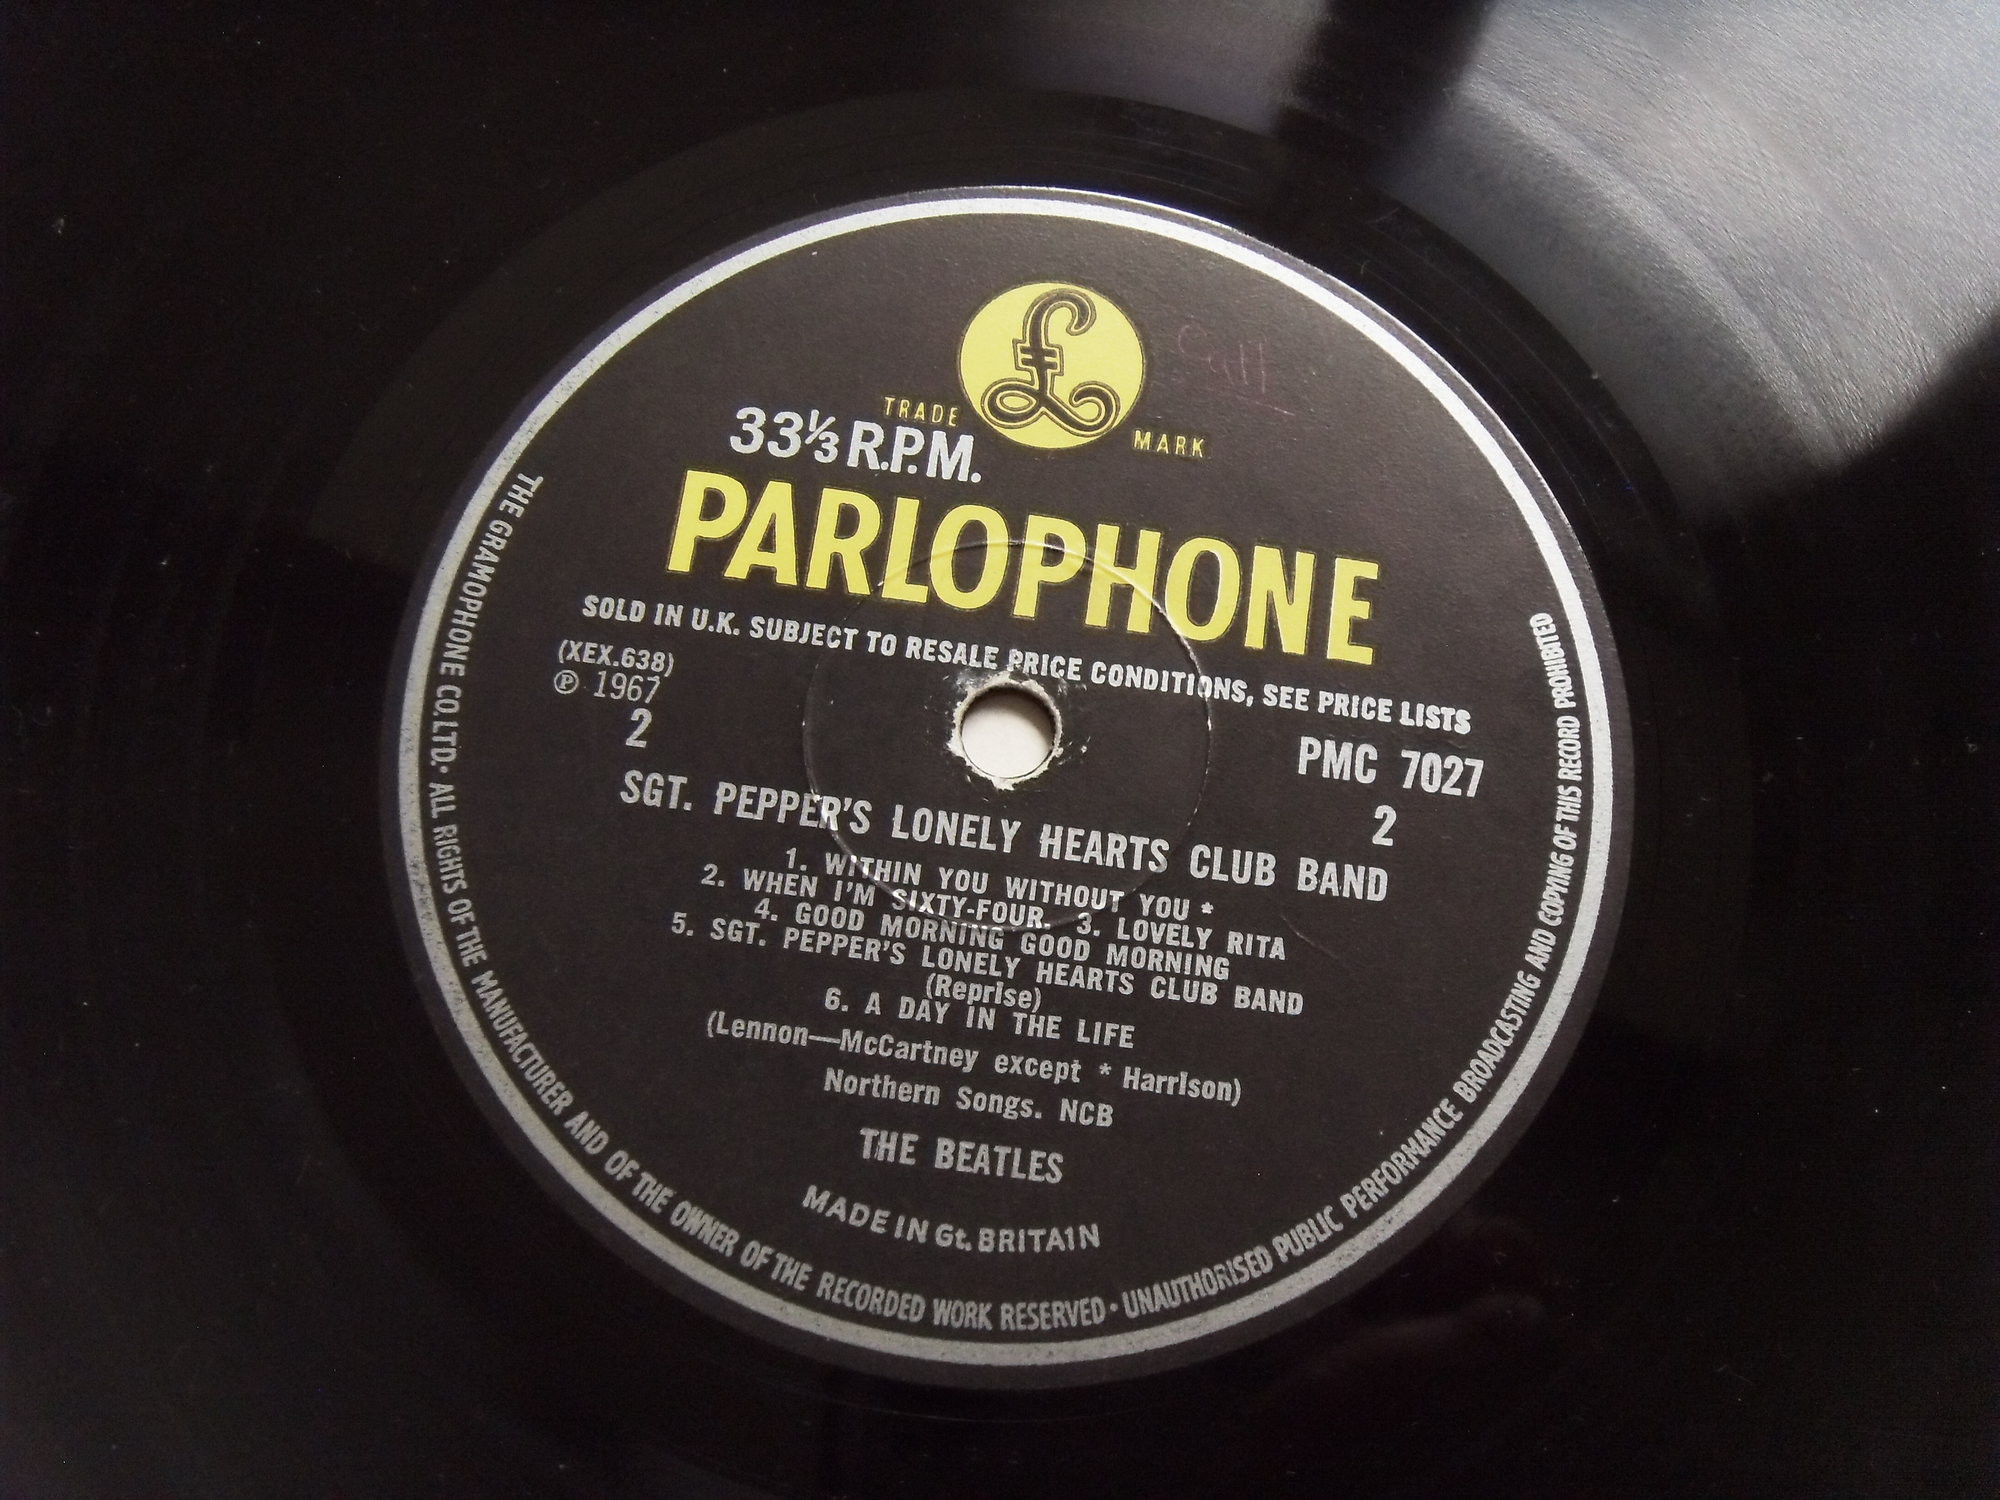 TRADE MARK
33⅓ R.P.M.
PARLOPHONE
SOLD IN U.K. SUBJECT TO RESALE PRICE CONDITIONS, SEE PRICE LISTS
(XEX.638)
℗ 1967
2
PMC 7027
2
SGT. PEPPER'S LONELY HEARTS CLUB BAND
1. WITHIN YOU WITHOUT YOU *
2. WHEN I'M SIXTY-FOUR. 3. LOVELY RITA
4. GOOD MORNING GOOD MORNING
5. SGT. PEPPER'S LONELY HEARTS CLUB BAND
(Reprise)
6. A DAY IN THE LIFE
(Lennon—McCartney except * Harrison)
Northern Songs. NCB
THE BEATLES
MADE IN Gt. BRITAIN
THE GRAMOPHONE CO. LTD. • ALL RIGHTS OF THE MANUFACTURER AND OF THE OWNER OF THE RECORDED WORK RESERVED • UNAUTHORISED PUBLIC PERFORMANCE BROADCASTING AND COPYING OF THIS RECORD PROHIBITED